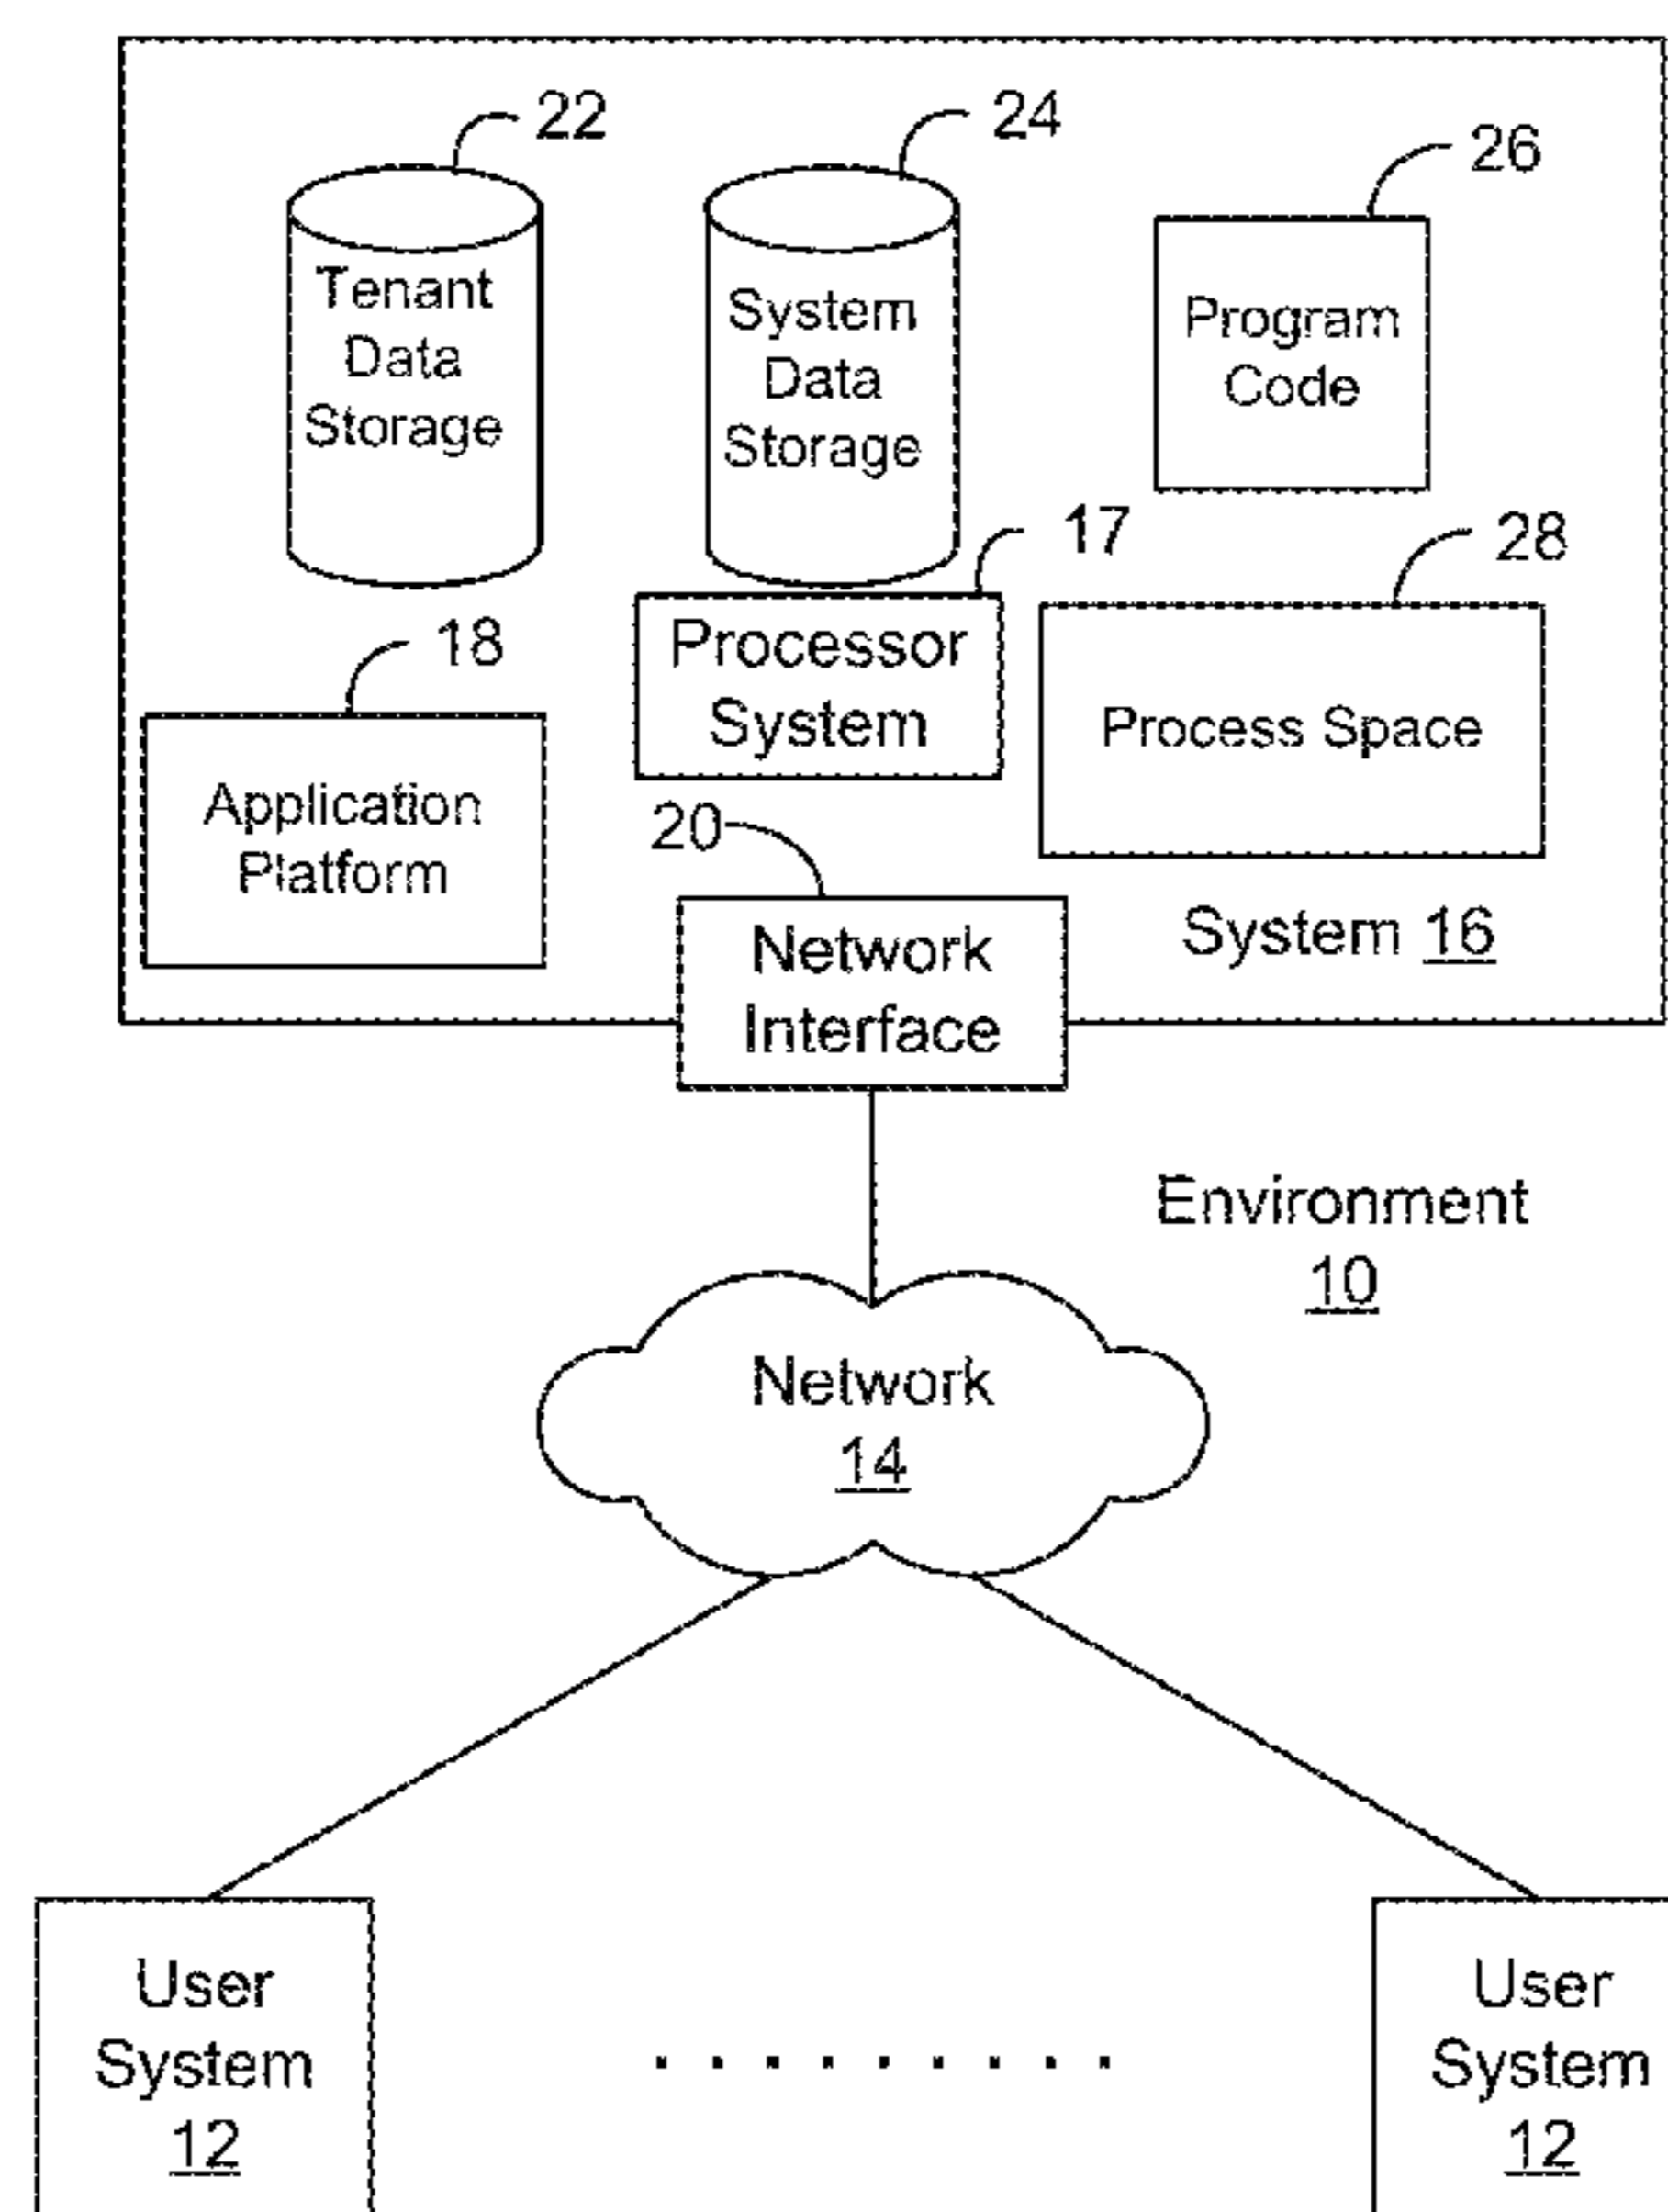 22
24
26
Tenant
Data
Storage
System
Data
Storage
Program
Code
17
28
18
Processor
System
Process Space
Application
Platform
20
Network
Interface
System 16
Environment
10
Network
14
User
System
12
. . . . . . . . .
User
System
12